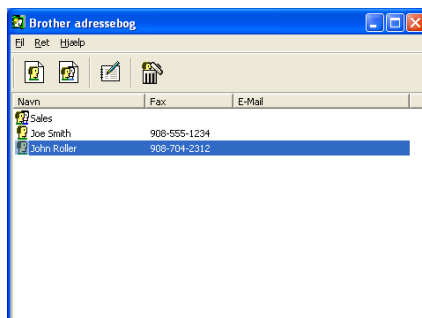 Brother adressebog
Fil Ret Hjælp
Navn Fax E-Mail
Sales
Joe Smith 908-555-1234
John Roller 908-704-2312